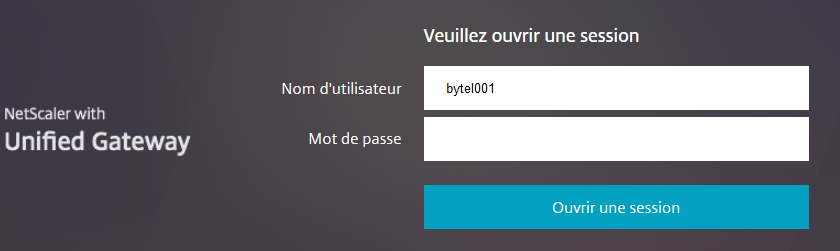 Veuillez ouvrir une session
Nom d'utilisateur
bytel001
NetScaler with
Unified Gateway
Mot de passe
Ouvrir une session